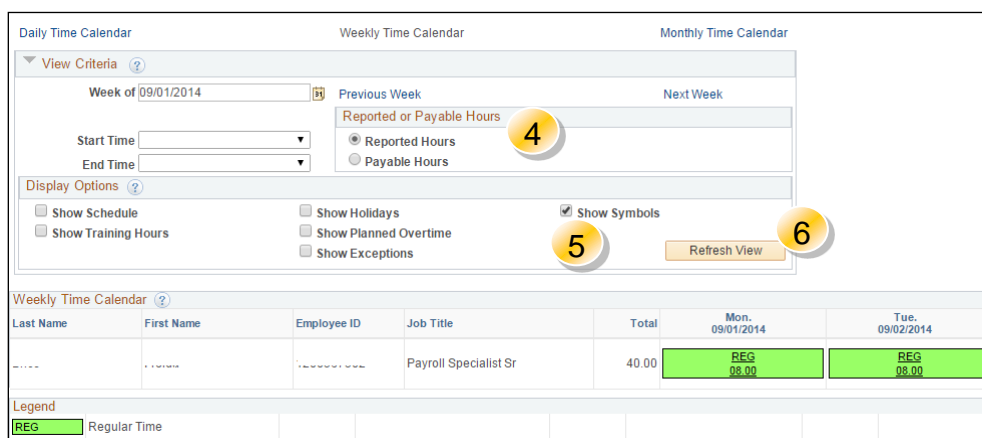 Daily Time Calendar Weekly Time Calendar Monthly Time Calendar
View Criteria ?
Week of 09/01/2014 31 Previous Week Next Week
Reported or Payable Hours
4
Start Time Reported Hours
End Time Payable Hours
Display Options ?
Show Schedule Show Holidays Show Symbols
Show Training Hours Show Planned Overtime
Show Exceptions
5
Refresh View
6
Weekly Time Calendar ?
Last Name First Name Employee ID Job Title Total Mon. Tue.
09/01/2014 09/02/2014
Payroll Specialist Sr 40.00 REG REG
08.00 08.00
Legend
REG Regular Time